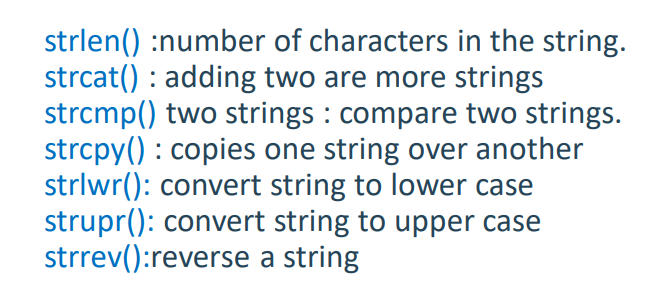 strlen() :number of characters in the string.
strcat() : adding two are more strings
strcmp() two strings : compare two strings.
strcpy() : copies one string over another
strlwr(): convert string to lower case
strupr(): convert string to upper case
strrev():reverse a string